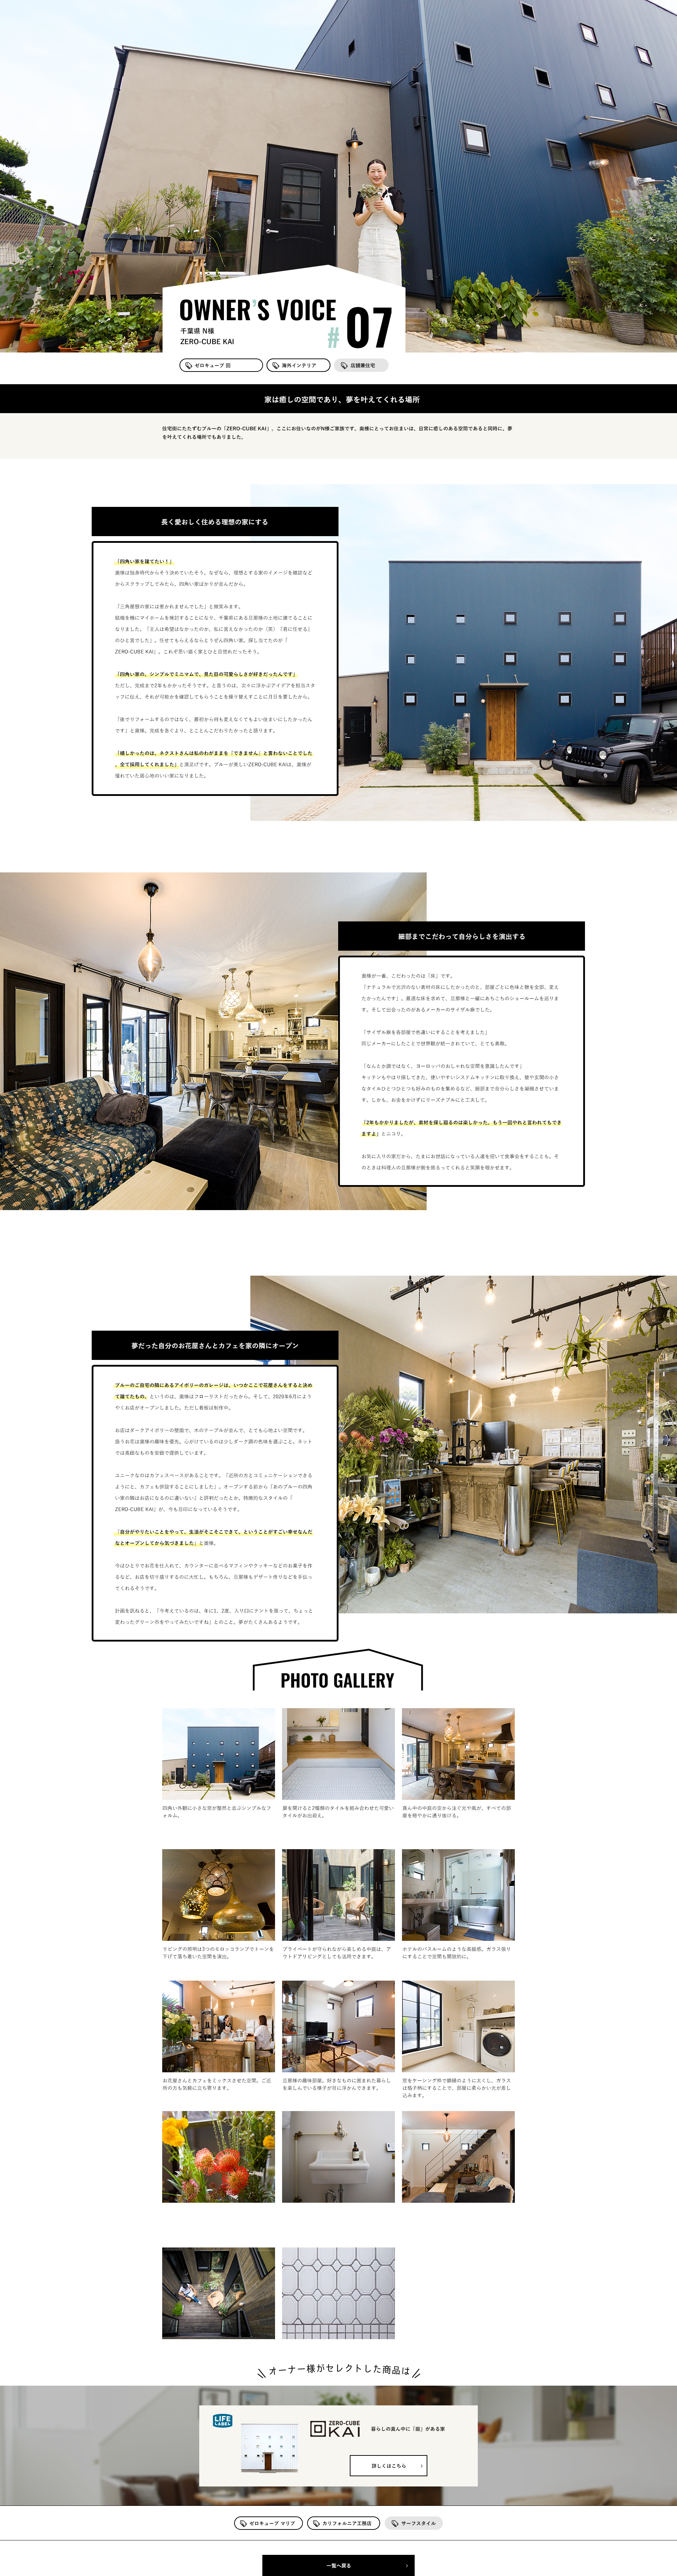 OWNER'S VOICE
千葉県 N様
ZERO-CUBE KAI
#07
ゼロキューブ 回
海外インテリア
店舗兼住宅
家は癒しの空間であり、夢を叶えてくれる場所
住宅街にたたずむブルーの「ZERO-CUBE KAI」。ここにお住いなのがN様ご家族です。奥様にとってお住まいは、日常に癒しのある空間であると同時に、夢
を叶えてくれる場所でもありました。
長く愛おしく住める理想の家にする
「四角い家を建てたい！」
奥様は独身時代からそう決めていたそう。なぜなら、理想とする家のイメージを雑誌など
からスクラップしてみたら、四角い家ばかりが並んだから。
「三角屋根の家には惹かれませんでした」と微笑みます。
結婚を機にマイホームを検討することになり、千葉県にある旦那様の土地に建てることに
なりました。「主人は希望はなかったのか、私に言えなかったのか（笑）『君に任せる』
のひと言でした」。任せてもらえるならとうぜん四角い家。探し当てたのが「
ZERO-CUBE KAI」。これぞ思い描く家とひと目惚れだったそう。
「四角い家の、シンプルでミニマムで、見た目の可愛らしさが好きだったんです」
ただし、完成まで2年もかかったそうです。と言うのは、次々に浮かぶアイデアを担当スタ
ッフに伝え、それが可能かを確認してもらうことを繰り替えすことに月日を要したから。
「後でリフォームするのではなく、最初から何も変えなくてもよい住まいにしたかったん
です」と奥様。完成を急ぐより、とことんこだわりたかったと語ります。
「嬉しかったのは、ネクストさんは私のわがままを『できません』と言わないことでした
。全て採用してくれました」と満足げです。ブルーが美しいZERO-CUBE KAIは、奥様が
憧れていた居心地のいい家になりました。
細部までこだわって自分らしさを演出する
奥様が一番、こだわったのは「床」です。
「ナチュラルで光沢のない素材の床にしたかったのと、部屋ごとに色味と艶を全部、変え
たかったんです」。最適な床を求めて、旦那様と一緒にあちこちのショールームを巡りま
す。そして出会ったのがあるメーカーのサイザル麻でした。
「サイザル麻を各部屋で色違いにすることを考えました」
同じメーカーにしたことで世界観が統一されていて、とても素敵。
「なんとか調ではなく、ヨーロッパのおしゃれな空間を意識したんです」
キッチンもやはり探してきた、使いやすいシステムキッチンに取り換え、壁や玄関の小さ
なタイルひとつひとつも好みのものを集めるなど、細部まで自分らしさを凝縮させていま
す。しかも、お金をかけずにリーズナブルにと工夫して。
「2年もかかりましたが、素材を探し廻るのは楽しかった。もう一回やれと言われてもでき
ますよ」とニコリ。
お気に入りの家だから、たまにお世話になっている人達を招いて食事会をすることも。そ
のときは料理人の旦那様が腕を振るってくれると笑顔を覗かせます。
夢だった自分のお花屋さんとカフェを家の隣にオープン
ブルーのご自宅の隣にあるアイボリーのガレージは、いつかここで花屋さんをすると決め
て建てたもの。というのは、奥様はフローリストだったから。そして、2020年6月によう
やくお店がオープンしました。ただし看板は制作中。
お店はダークアイボリーの壁面で、木のテーブルが並んで、とても心地よい空間です。
扱うお花は奥様の趣味を優先。心がけているのは少しダーク調の色味を選ぶこと。ネット
では高価なものを安価で提供しています。
ユニークなのはカフェスペースがあることです。「近所の方とコミュニケーションできる
ようにと、カフェも併設することにしました」。オープンする前から「あのブルーの四角
い家の隣はお店になるのに違いない」と評判だったとか。特徴的なスタイルの「
ZERO-CUBE KAI」が、今も目印になっているそうです。
「自分がやりたいことをやって、生活がそこそこできて、ということがすごい幸せなんだ
なとオープンしてから気づきました」と奥様。
今はひとりでお花を仕入れて、カウンターに並べるマフィンやクッキーなどのお菓子を作
るなど、お店を切り盛りするのに大忙し。もちろん、旦那様もデザート作りなどを手伝っ
てくれるそうです。
計画を訊ねると、「今考えているのは、年に1、2度、入り口にテントを張って、ちょっと
変わったグリーン市をやってみたいですね」とのこと。夢がたくさんあるようです。
PHOTO GALLERY
四角い外観に小さな窓が整然と並ぶシンプルなフ
ォルム。
扉を開けると2種類のタイルを組み合わせた可愛い
タイルがお出迎え。
真ん中の中庭の窓から注ぐ光や風が、すべての部
屋を穏やかに通り抜ける。
リビングの照明は3つのモロッコランプでトーンを
下げて落ち着いた空間を演出。
プライベートが守られながら楽しめる中庭は、ア
ウトドアリビングとしても活用できます。
ホテルのバスルームのような高級感。ガラス張り
にすることで空間も開放的に。
お花屋さんとカフェをミックスさせた空間。ご近
所の方も気軽に立ち寄ります。
旦那様の趣味部屋。好きなものに囲まれた暮らし
を楽しんでいる様子が目に浮かんできます。
窓をケーシング枠で額縁のように太くし、ガラス
は格子柄にすることで、部屋に柔らかい光が差し
込みます。
オーナー様がセレクトした商品は
LIFE LABEL
ZERO-CUBE
KAI
暮らしの真ん中に「回」がある家
詳しくはこちら
ゼロキューブ マリブ
カリフォルニア工務店
サーフスタイル
一覧へ戻る